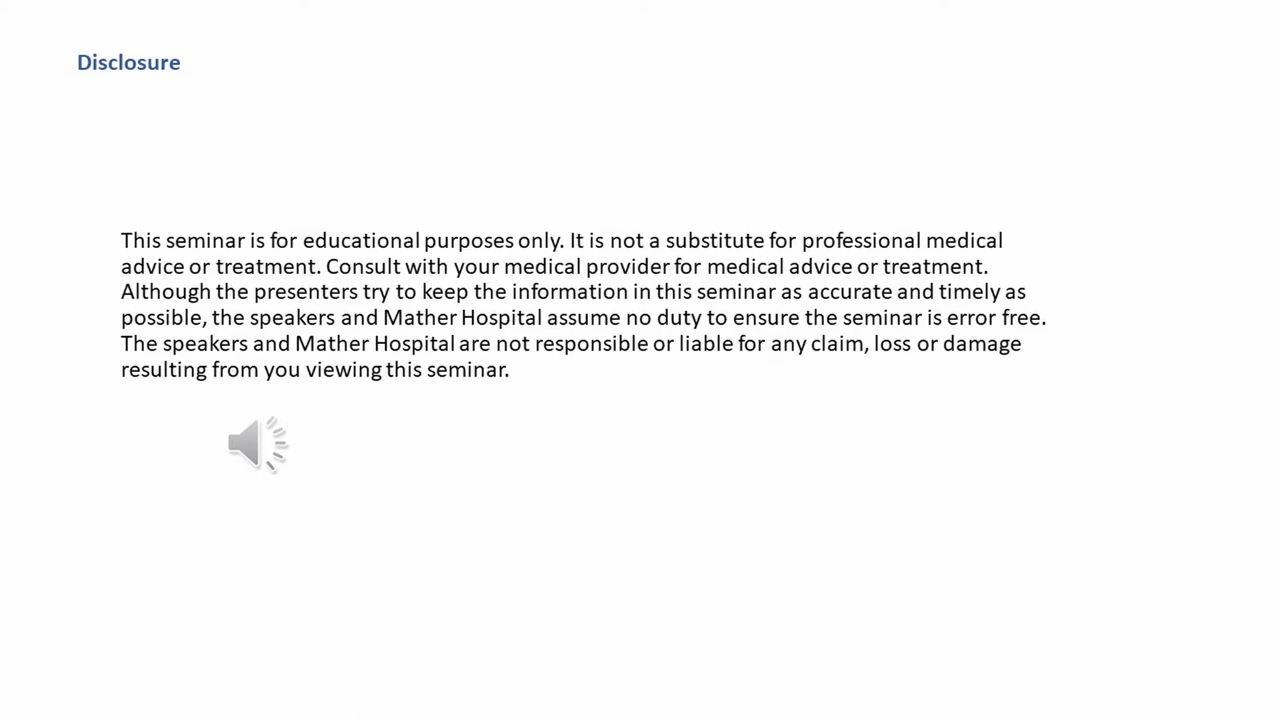 Disclosure
This seminar is for educational purposes only. It is not a substitute for professional medical
advice or treatment. Consult with your medical provider for medical advice or treatment.
Although the presenters try to keep the information in this seminar as accurate and timely as
possible, the speakers and Mather Hospital assume no duty to ensure the seminar is error free.
The speakers and Mather Hospital are not responsible or liable for any claim, loss or damage
resulting from you viewing this seminar.